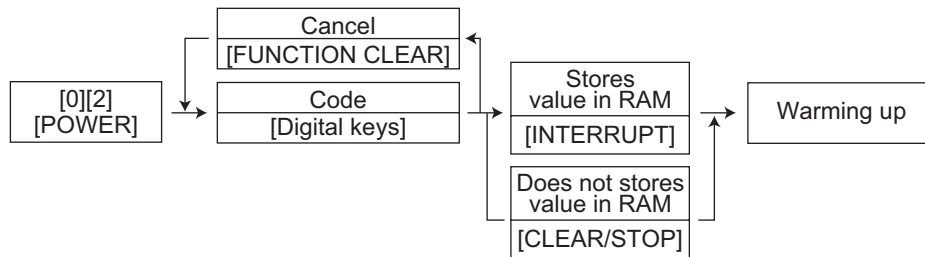 Cancel
[FUNCTION CLEAR]
[0][2]
[POWER]
Code
[Digital keys]
Stores
value in RAM
[INTERRUPT]
Does not stores
value in RAM
[CLEAR/STOP]
Warming up